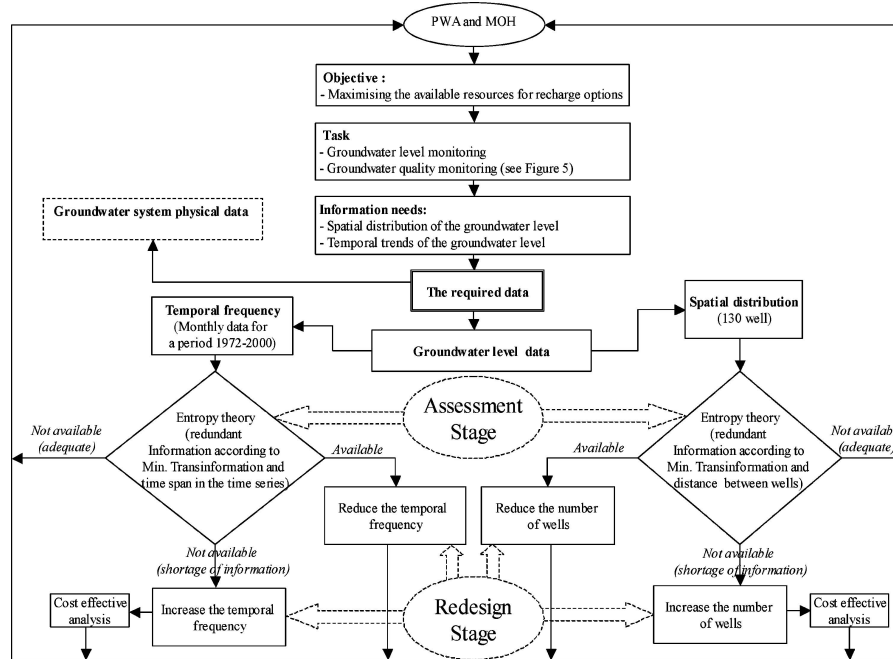 PWA and MOH
Objective :
- Maximising the available resources for recharge options
Task
- Groundwater level monitoring
- Groundwater quality monitoring (see Figure 5)
Groundwater system physical data
Information needs:
- Spatial distribution of the groundwater level
- Temporal trends of the groundwater level
The required data
Temporal frequency
(Monthly data for
a period 1972-2000)
Groundwater level data
Spatial distribution
(130 well)
Assessment
Stage
Not available
(adequate)
Entropy theory
(redundant
Information according to
Min. Transinformation and
time span in the time series)
Available
Available
Entropy theory
(redundant
Information according to
Min. Transinformation and
distance between wells)
Not available
(adequate)
Reduce the temporal
frequency
Reduce the number
of wells
Not available
(shortage of information)
Not available
(shortage of information)
Cost effective
analysis
Increase the temporal
frequency
Redesign
Stage
Increase the number
of wells
Cost effective
analysis